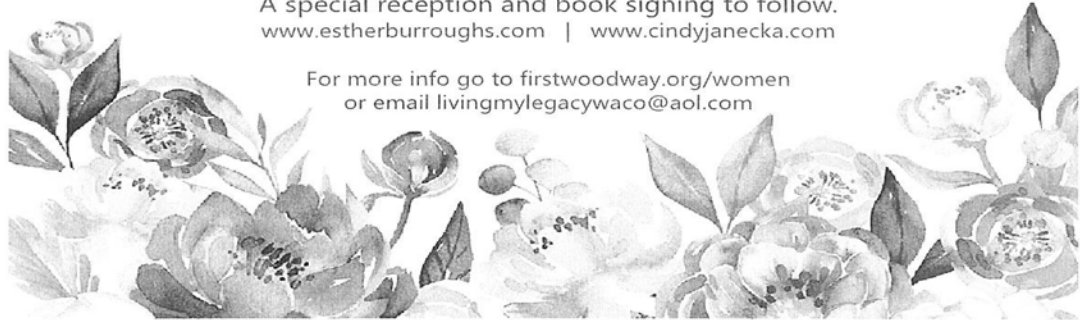 A special reception and book signing to follow.
www.estherburroughs.com | www.cindyjanecka.com
For more info go to firstwoodway.org/women
or email livingmylegacywaco@aol.com